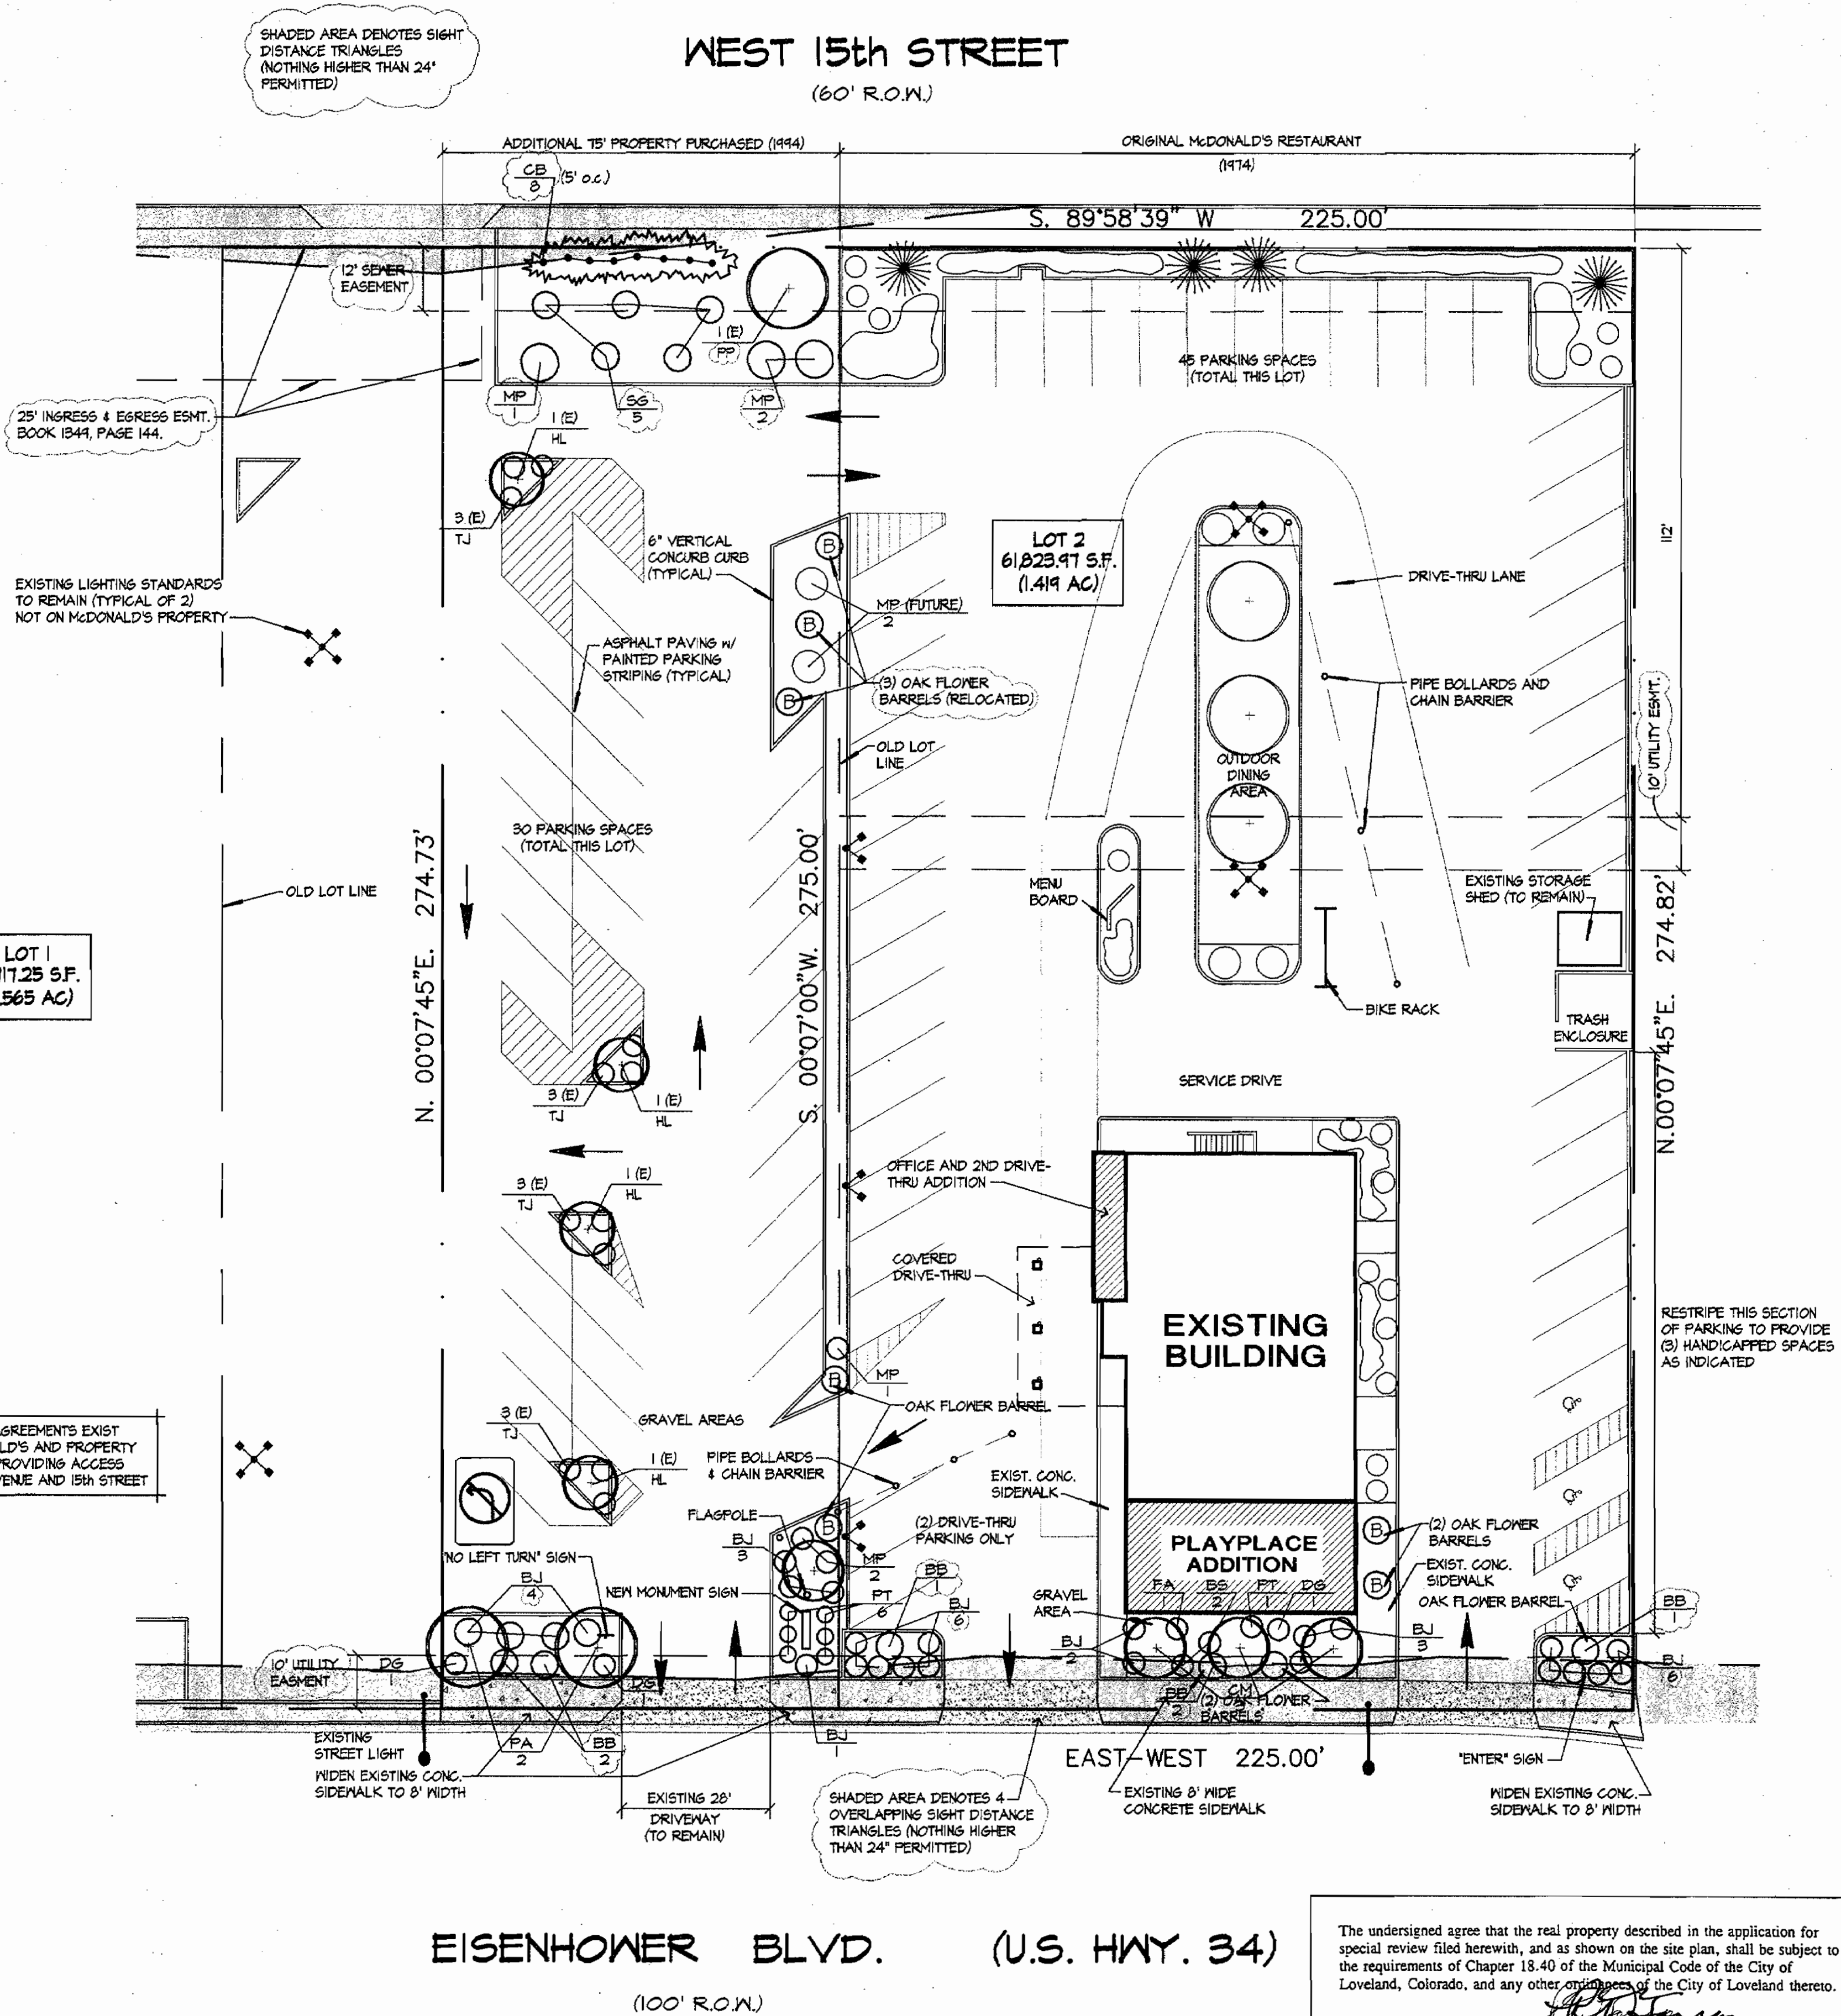 SHADED AREA DENOTES SIGHT
DISTANCE TRIANGLES
(NOTHING HIGHER THAN 24"
PERMITTED)
WEST 15th STREET
(60' R.O.W.)
ADDITIONAL 75' PROPERTY PURCHASED (1994)
ORIGINAL McDONALD'S RESTAURANT
(1974)
CB
8
(5' o.c.)
S. 89°58'39" W 225.00'
12' SEWER
EASEMENT
1 (E)
PP
45 PARKING SPACES
(TOTAL THIS LOT)
MP
1
SG
5
MP
2
25' INGRESS & EGRESS ESMT.
BOOK 1349, PAGE 144.
1 (E)
HL
3 (E)
TJ
6" VERTICAL
CONCURB CURB
(TYPICAL)
B
LOT 2
61,823.97 S.F.
(1.419 AC)
112'
DRIVE-THRU LANE
EXISTING LIGHTING STANDARDS
TO REMAIN (TYPICAL OF 2)
NOT ON McDONALD'S PROPERTY
MP (FUTURE)
2
B
ASPHALT PAVING W/
PAINTED PARKING
STRIPING (TYPICAL)
(3) OAK FLOWER
BARRELS (RELOCATED)
B
PIPE BOLLARDS AND
CHAIN BARRIER
10' UTILITY ESMT.
OLD LOT
LINE
OUTDOOR
DINING
AREA
30 PARKING SPACES
(TOTAL THIS LOT)
N. 00°07'45"E. 274.73'
S. 00°07'00"W. 275.00'
OLD LOT LINE
MENU
BOARD
EXISTING STORAGE
SHED (TO REMAIN)
N.00°07'45"E. 274.82'
LOT 1
117.25 S.F.
565 AC)
BIKE RACK
TRASH
ENCLOSURE
SERVICE DRIVE
3 (E)
TJ
1 (E)
HL
OFFICE AND 2ND DRIVE-
THRU ADDITION
3 (E)
TJ
1 (E)
HL
COVERED
DRIVE-THRU
EXISTING
BUILDING
RESTRIPE THIS SECTION
OF PARKING TO PROVIDE
(3) HANDICAPPED SPACES
AS INDICATED
MP
1
B
OAK FLOWER BARREL
GREEMENTS EXIST
LD'S AND PROPERTY
PROVIDING ACCESS
ENUE AND 15th STREET
3 (E)
TJ
GRAVEL AREAS
1 (E)
HL
PIPE BOLLARDS
& CHAIN BARRIER
EXIST. CONC.
SIDEWALK
FLAGPOLE
B
(2) DRIVE-THRU
PARKING ONLY
BJ
3
PLAYPLACE
ADDITION
B
(2) OAK FLOWER
BARRELS
"NO LEFT TURN" SIGN
MP
2
BB
1
EXIST. CONC.
SIDEWALK
BJ
4
NEW MONUMENT SIGN
PT
6
BJ
6
GRAVEL
AREA
PA
1
BS
2
PT
1
DG
1
B
OAK FLOWER BARREL
BB
1
BJ
2
BJ
3
BJ
6
10' UTILITY
EASMENT
DG
1
DG
1
BB
2
CM
3
(2) OAK FLOWER
BARRELS
EXISTING
STREET LIGHT
PA
2
BB
2
BJ
1
EAST-WEST 225.00'
"ENTER" SIGN
WIDEN EXISTING CONC.
SIDEWALK TO 8' WIDTH
EXISTING 28'
DRIVEWAY
(TO REMAIN)
SHADED AREA DENOTES 4
OVERLAPPING SIGHT DISTANCE
TRIANGLES (NOTHING HIGHER
THAN 24" PERMITTED)
EXISTING 8' WIDE
CONCRETE SIDEWALK
WIDEN EXISTING CONC.
SIDEWALK TO 8' WIDTH
EISENHOWER BLVD. (U.S. HWY. 34)
(100' R.O.W.)
The undersigned agree that the real property described in the application for
special review filed herewith, and as shown on the site plan, shall be subject to
the requirements of Chapter 18.40 of the Municipal Code of the City of
Loveland, Colorado, and any other ordinances of the City of Loveland thereto.